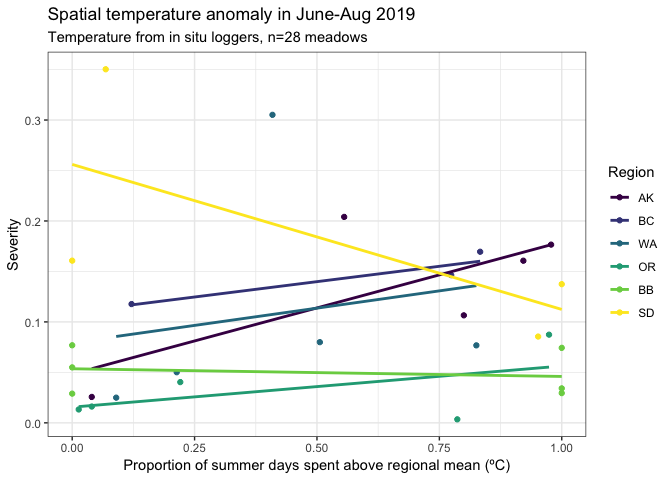 Spatial temperature anomaly in June-Aug 2019
Temperature from in situ loggers, n=28 meadows
0.3
0.2
0.1
0.0
Severity
0.00 0.25 0.50 0.75 1.00
Proportion of summer days spent above regional mean (ºC)
Region
AK
BC
WA
OR
BB
SD